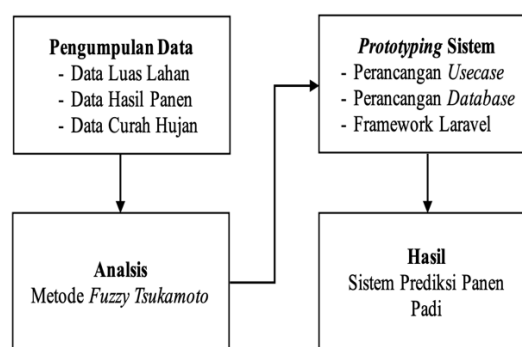 Pengumpulan Data
- Data Luas Lahan
- Data Hasil Panen
- Data Curah Hujan
Analsis
Metode Fuzzy Tsukamoto
Prototyping Sistem
- Perancangan Usecase
- Perancangan Database
- Framework Laravel
Hasil
Sistem Prediksi Panen
Padi